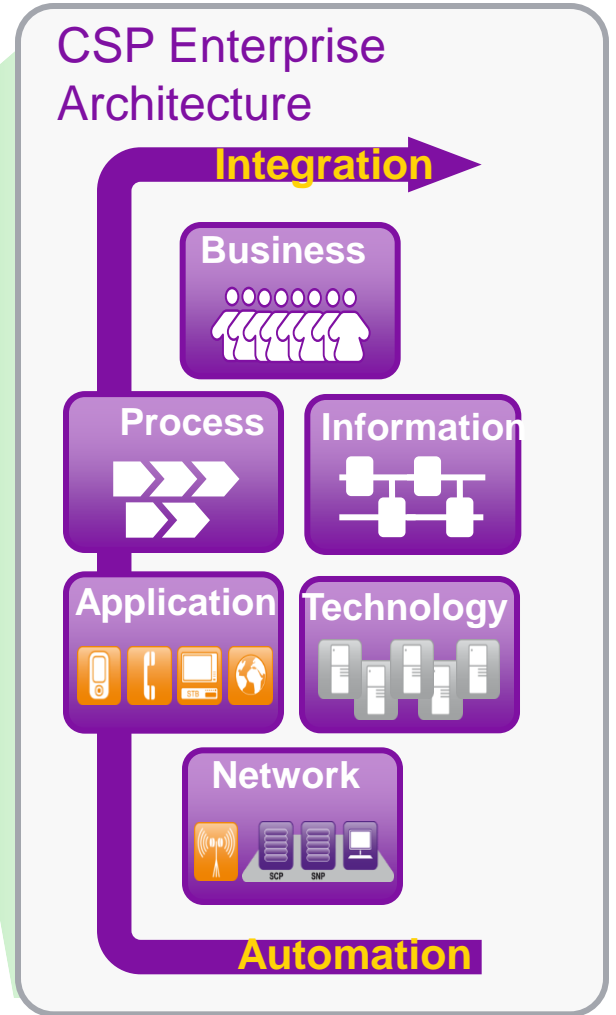 CSP Enterprise
Architecture
Integration
Business
Process
Information
Application
Technology
STB
Network
SCP
SNP
Automation